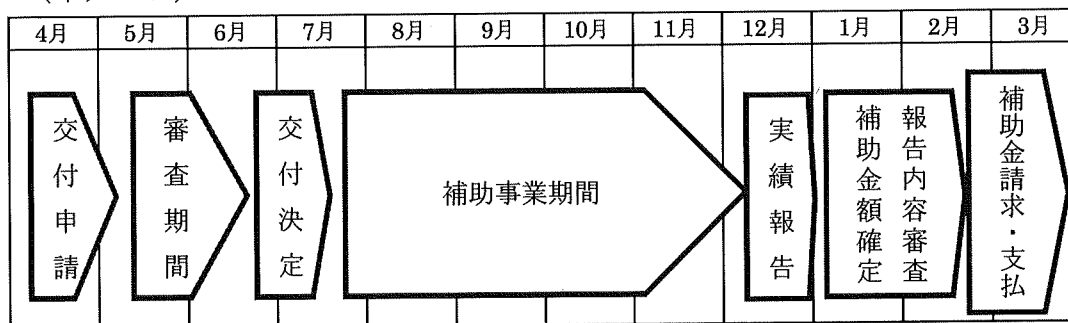 4月 5月 6月 7月 8月 9月 10月 11月 12月 1月 2月 3月
交付申請
審査期間
交付決定
補助事業期間
実績報告
報告内容審査
補助金額確定
補助金請求・支払